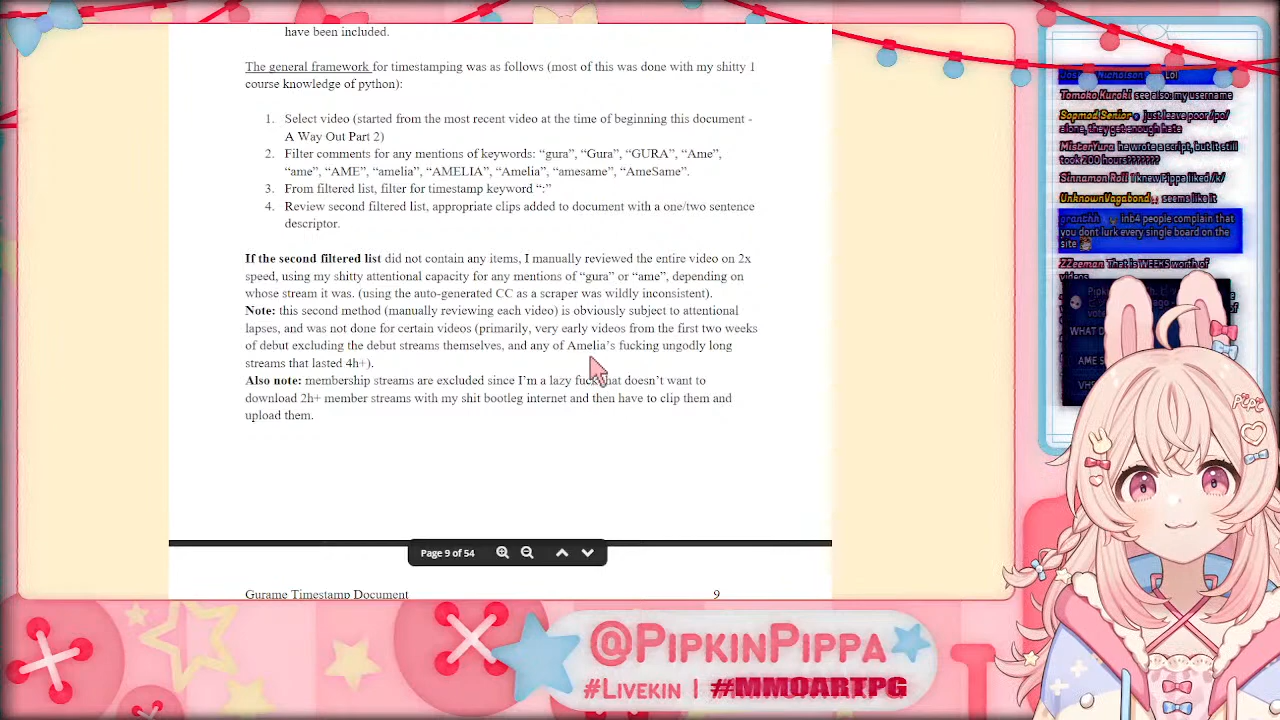 have been included.
The general framework for timestamping was as follows (most of this was done with my shitty 1
course knowledge of python):
1. Select video (started from the most recent video at the time of beginning this document -
A Way Out Part 2)
2. Filter comments for any mentions of keywords: “gura”, “Gura”, “GURA”, “Ame”,
“ame”, “AME”, “amelia”, “AMELIA”, “Amelia”, “amesame”, “AmeSame”.
3. From filtered list, filter for timestamp keyword “:”
4. Review second filtered list, appropriate clips added to document with a one/two sentence
descriptor.
If the second filtered list did not contain any items, I manually reviewed the entire video on 2x
speed, using my shitty attention span for any mentions of “gura” or “ame”, depending on
whose stream it was. (using the auto-generated CC as a scraper was wildly inconsistent).
Note: this second method (manually reviewing each video) is obviously subject to attentional
lapses, and was not done for certain videos (primarily, very early videos from the first two weeks
of debut excluding the debut streams themselves, and any of Amelia’s fucking ungodly long
streams that lasted 4h+).
Also note: membership streams are excluded since I’m a lazy fuck that doesn’t want to
download 2h+ member streams with my shit bootleg internet and then have to clip them and
upload them.
Page 9 of 54
Gurame Timestamp Document 9
Nicholson Lol
Tomoko Kuroki see also: my username
Sapmad Senior just leave poor /po/
alone, they get enough hate
MisterYura he wrote a script, but it still
took 200 hours???????
Sinnamon Roll I knew Pippa liked /k/
UnknownVagabond seems like it
granthh inb4 people complain that
you dont lurk every single board on the
site
ZZeeman That is WEEKS worth of
videos
WHAT D
AME S
VHS
PiPi
@PipkinPippa
#Livekin | #MMOARTPG